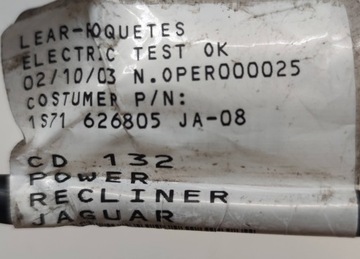 LEAR-ROQUETES
ELECTRIC TEST OK
02/10/03 N.OPER000025
COSTUMER P/N:
1S71 626805 JA-08
CD 132
POWER
RECLINER
JAGUAR